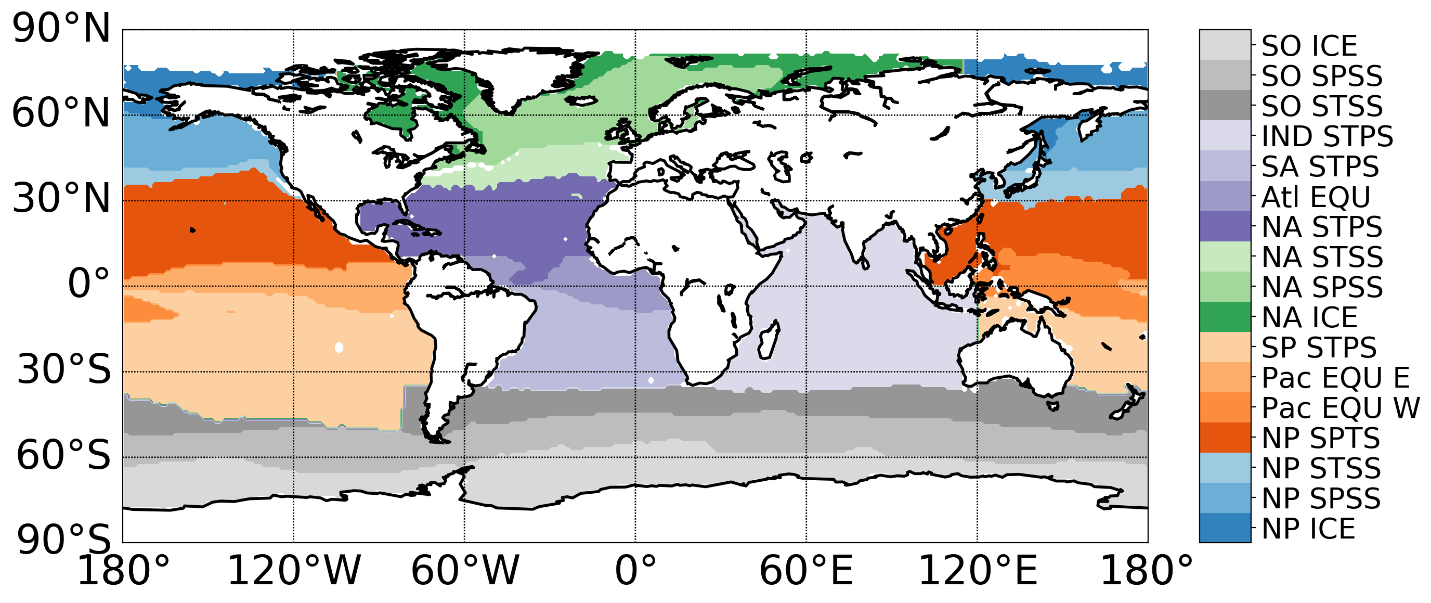 90°N
60°N
30°N
0°
30°S
60°S
90°S
180°
120°W
60°W
0°
60°E
120°E
180°
SO ICE
SO SPSS
SO STSS
IND STPS
SA STPS
Atl EQU
NA STPS
NA STSS
NA SPSS
NA ICE
SP STPS
Pac EQU E
Pac EQU W
NP SPTS
NP STSS
NP SPSS
NP ICE